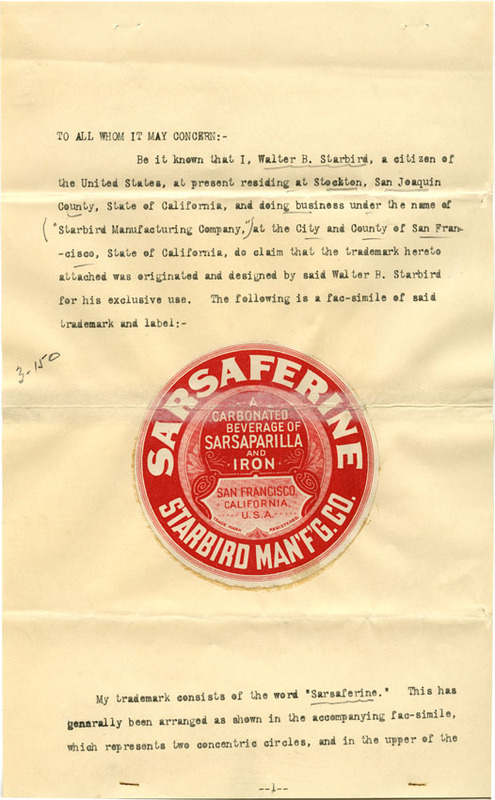 TO ALL WHOM IT MAY CONCERN:-
Be it known that I, Walter B. Starbird, a citizen of
the United States, at present residing at Stockton, San Joaquin
County, State of California, and doing business under the name of
("Starbird Manufacturing Company,") at the City and County of San Fran-
-cisco, State of California, do claim that the trademark hereto
attached was originated and designed by said Walter B. Starbird
for his exclusive use. The following is a fac-simile of said
trademark and label:-
3-150
SARSAFERINE
A
CARBONATED
BEVERAGE OF
SARSAPARILLA
AND
IRON
SAN FRANCISCO,
CALIFORNIA,
U.S.A.
TRADE MARK REGISTERED
STARBIRD MAN'F'G. CO.
My trademark consists of the word "Sarsaferine." This has
gennrally been arranged as shown in the accompanying fac-simile,
which represents two concentric circles, and in the upper of the
--1--